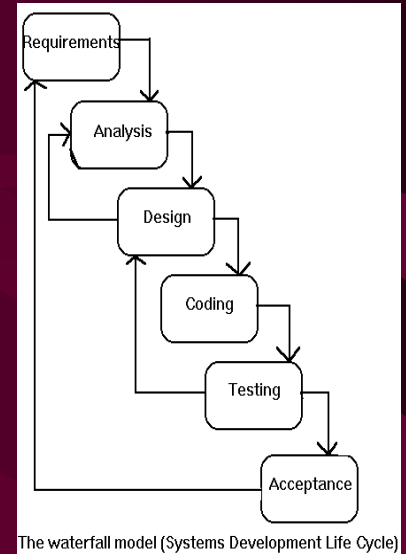 Requirements
Analysis
Design
Coding
Testing
Acceptance
The waterfall model (Systems Development Life Cycle)